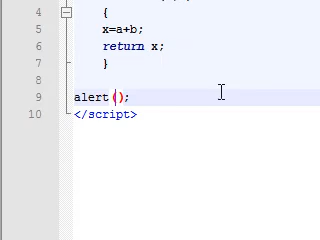 4 {
5 x=a+b;
6 return x;
7 }
8
9 alert();
10 </script>